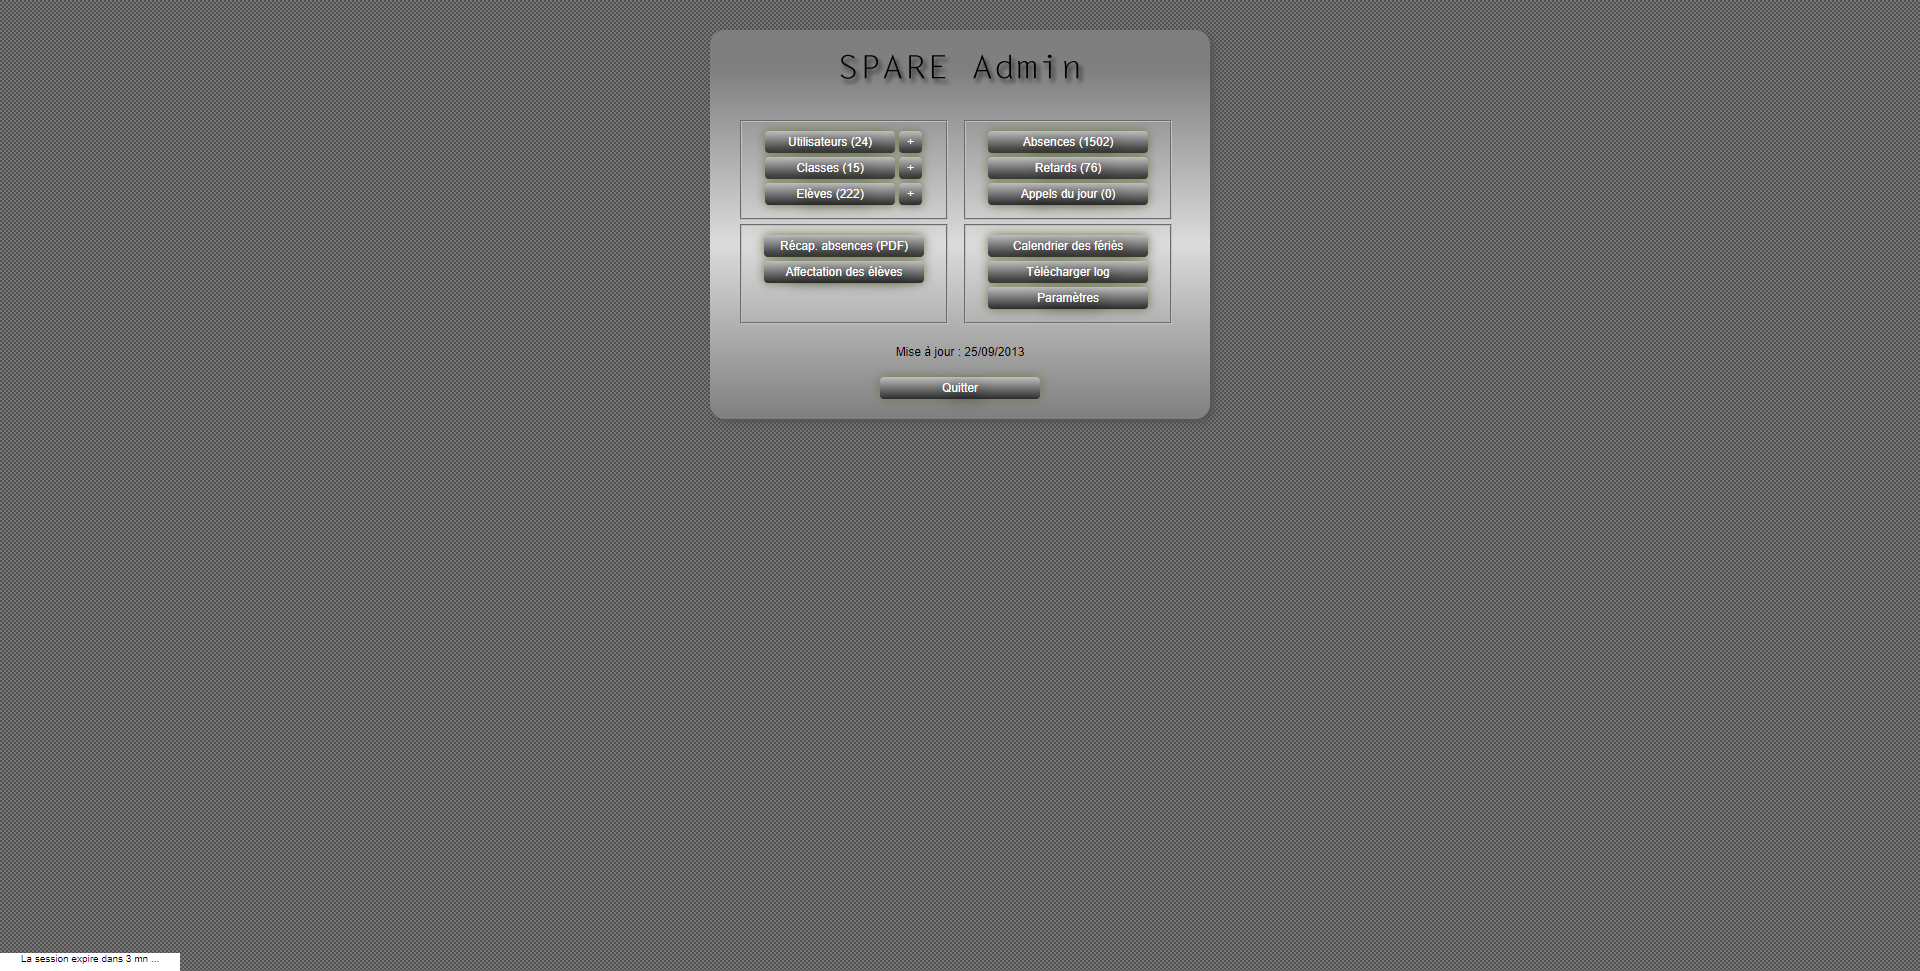 SPARE Admin
Utilisateurs (24) +
Classes (15) +
Elèves (222) +
Absences (1502)
Retards (76)
Appels du jour (0)
Récap. absences (PDF)
Affectation des élèves
Calendrier des fériés
Télécharger log
Paramètres
Mise à jour : 25/09/2013
Quitter
La session expire dans 3 mn ...